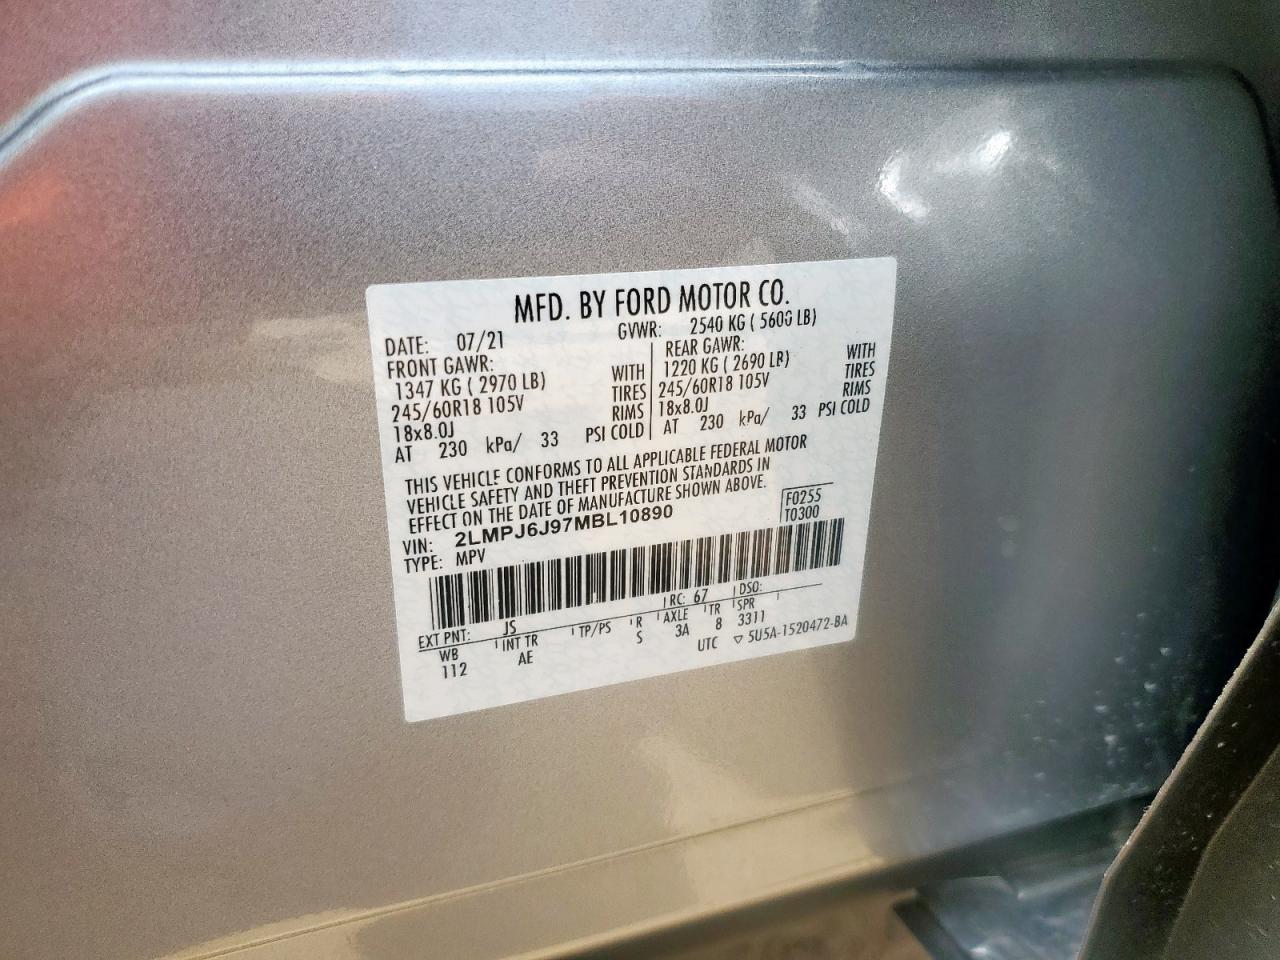 MFD. BY FORD MOTOR CO.
DATE: 07/21 GVWR: 2540 KG ( 5600 LB)
FRONT GAWR: REAR GAWR:
1347 KG ( 2970 LB) WITH 1220 KG ( 2690 LB) WITH
245/60R18 105V TIRES 245/60R18 105V TIRES
18x8.0J RIMS 18x8.0J RIMS
AT 230 kPa/ 33 PSI COLD AT 230 kPa/ 33 PSI COLD
THIS VEHICLE CONFORMS TO ALL APPLICABLE FEDERAL MOTOR
VEHICLE SAFETY AND THEFT PREVENTION STANDARDS IN
EFFECT ON THE DATE OF MANUFACTURE SHOWN ABOVE.
VIN: 2LMPJ6J97MBL10890 F0255
TYPE: MPV T0300
EXT PNT: JS RC: 67 DSO:
WB INT TR TP/PS R AXLE TR SPR
112 AE S 3A 8 3311
UTC ▽ 5U5A-1520472-BA